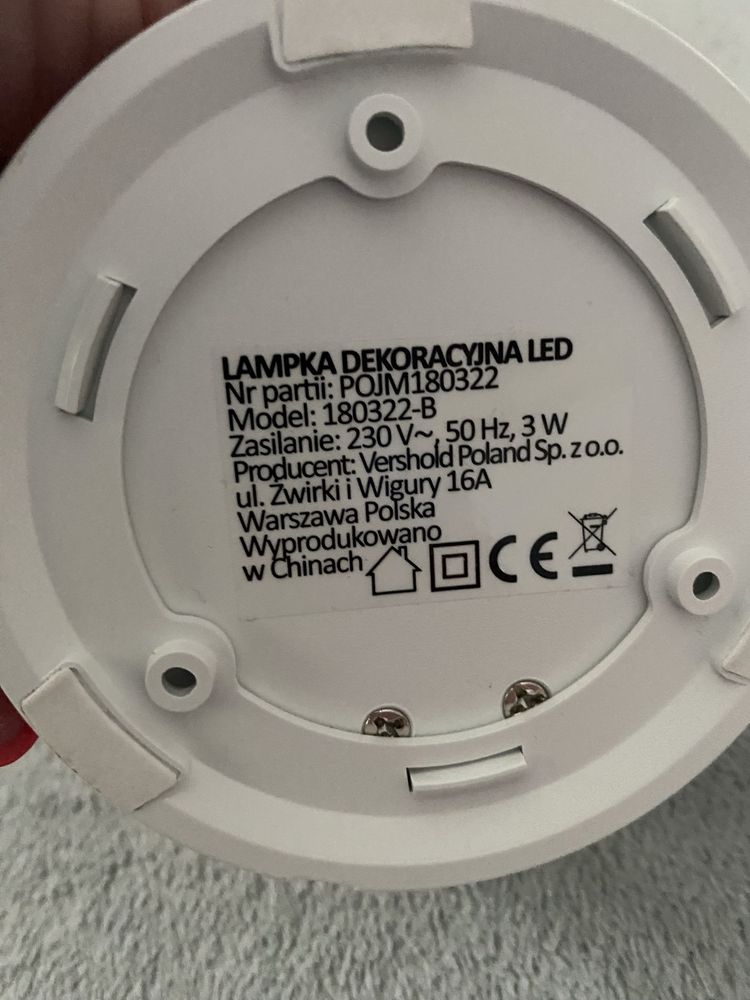 LAMPKA DEKORACYJNA LED
Nr partii: POJM180322
Model: 180322-B
Zasilanie: 230 V~, 50 Hz, 3 W
Producent: Vershold Poland Sp. z o.o.
ul. Żwirki i Wigury 16A
Warszawa Polska
Wyprodukowano
w Chinach CE